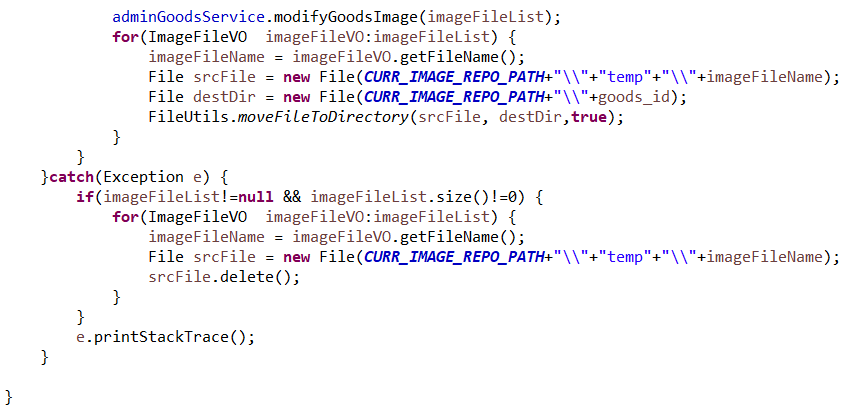 adminGoodsService.modifyGoodsImage(imageFileList);
            for(ImageFileVO  imageFileVO:imageFileList) {
                imageFileName = imageFileVO.getFileName();
                File srcFile = new File(CURR_IMAGE_REPO_PATH+"\\"+"temp"+"\\"+imageFileName);
                File destDir = new File(CURR_IMAGE_REPO_PATH+"\\"+goods_id);
                FileUtils.moveFileToDirectory(srcFile, destDir,true);
            }
        }
    }catch(Exception e) {
        if(imageFileList!=null && imageFileList.size()!=0) {
            for(ImageFileVO  imageFileVO:imageFileList) {
                imageFileName = imageFileVO.getFileName();
                File srcFile = new File(CURR_IMAGE_REPO_PATH+"\\"+"temp"+"\\"+imageFileName);
                srcFile.delete();
            }
        }
        e.printStackTrace();
    }
}